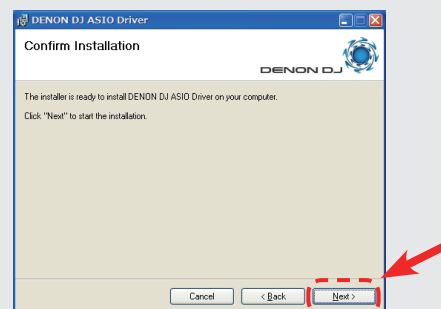 DENON DJ ASIO Driver
Confirm Installation
DENON DJ
The installer is ready to install DENON DJ ASIO Driver on your computer.
Click "Next" to start the installation.
Cancel
< Back
Next >